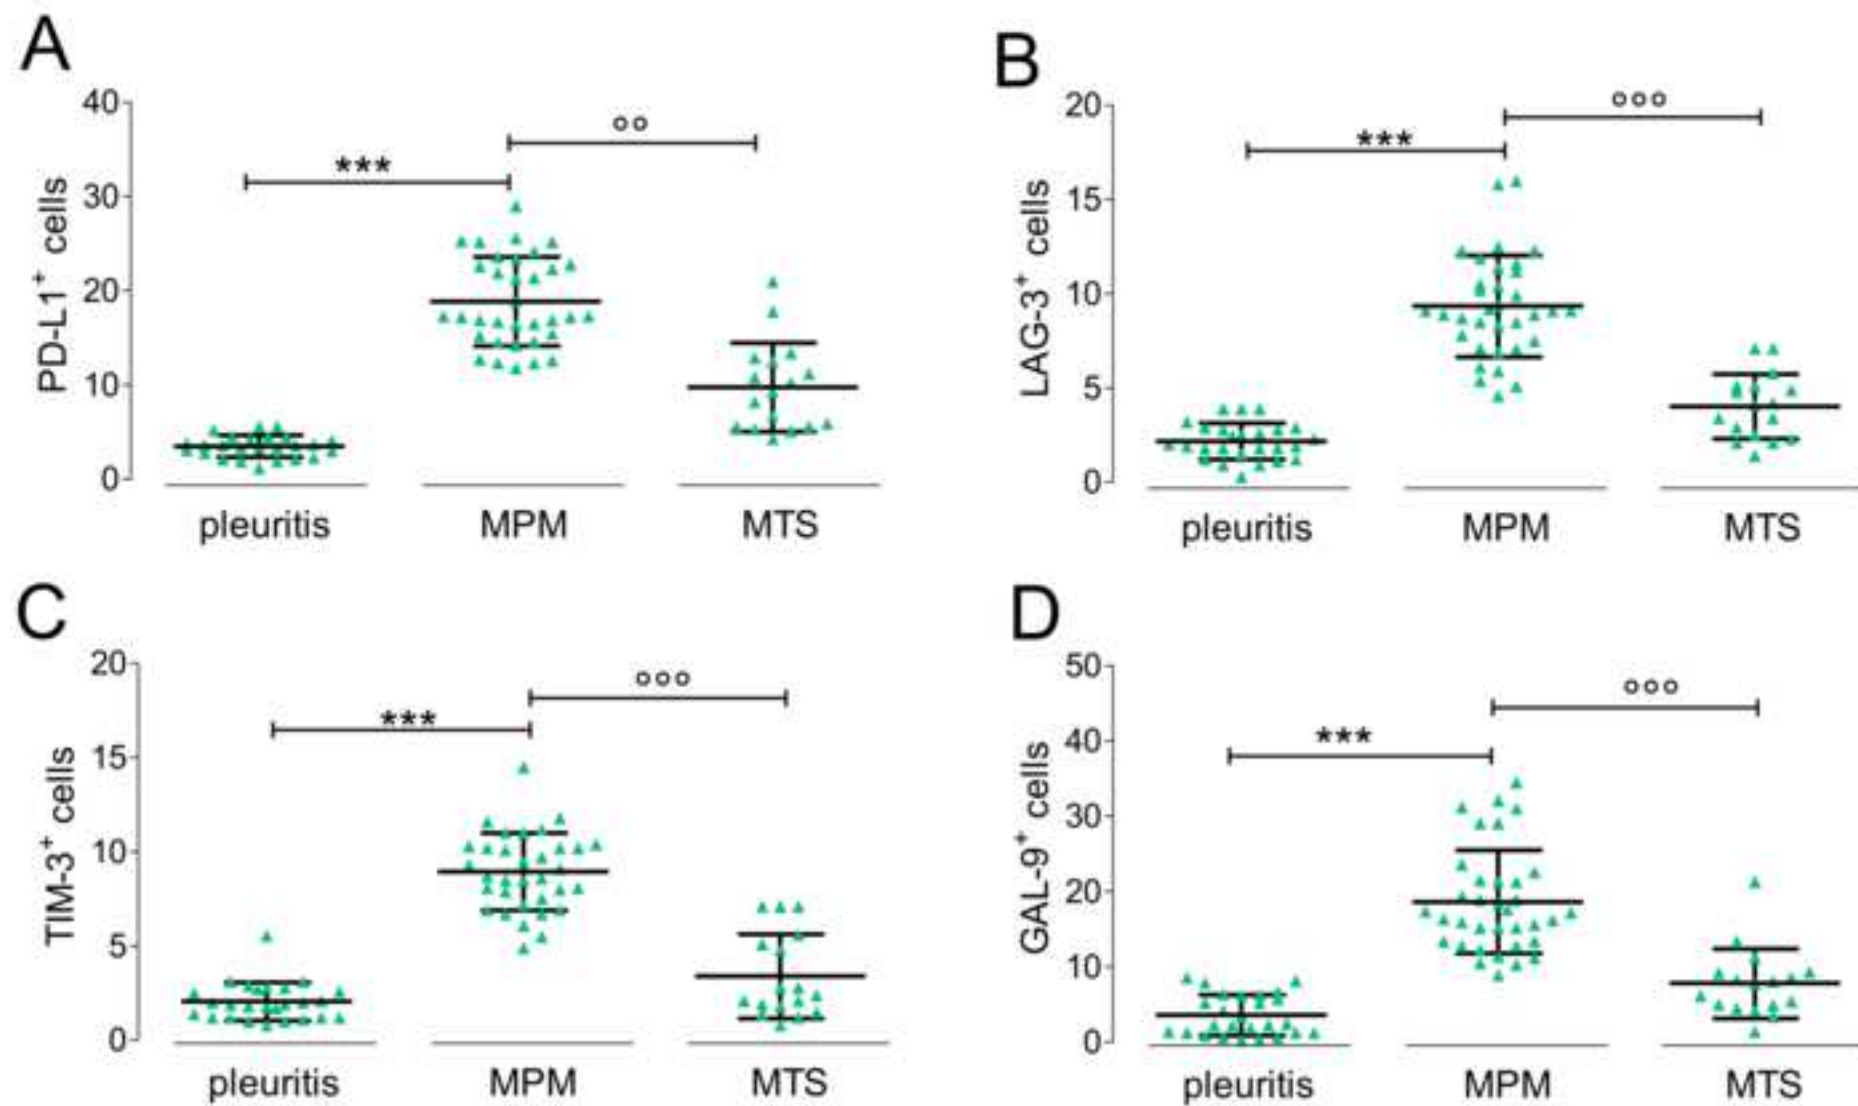 A
PD-L1+ cells
40
30
20
10
0
***
°°
pleuritis
MPM
MTS
B
LAG-3+ cells
20
15
10
5
0
***
°°°
pleuritis
MPM
MTS
C
TIM-3+ cells
20
15
10
5
0
***
°°°
pleuritis
MPM
MTS
D
GAL-9+ cells
50
40
30
20
10
0
***
°°°
pleuritis
MPM
MTS